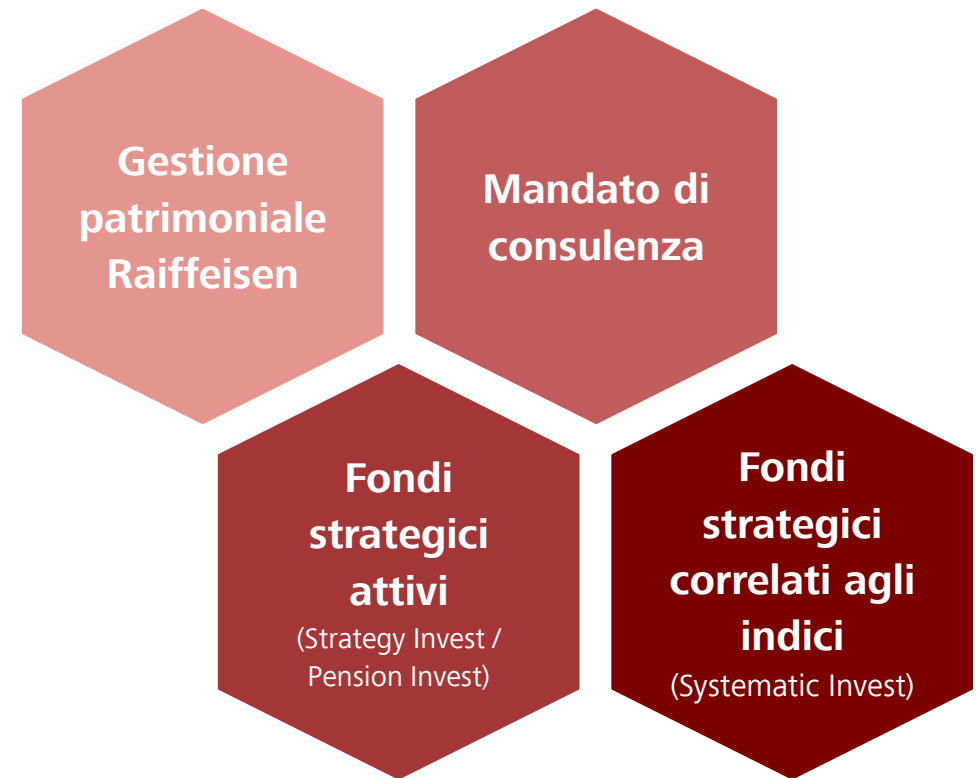 Gestione
patrimoniale
Raiffeisen
Mandato di
consulenza
Fondi
strategici
attivi
(Strategy Invest /
Pension Invest)
Fondi
strategici
correlati agli
indici
(Systematic Invest)